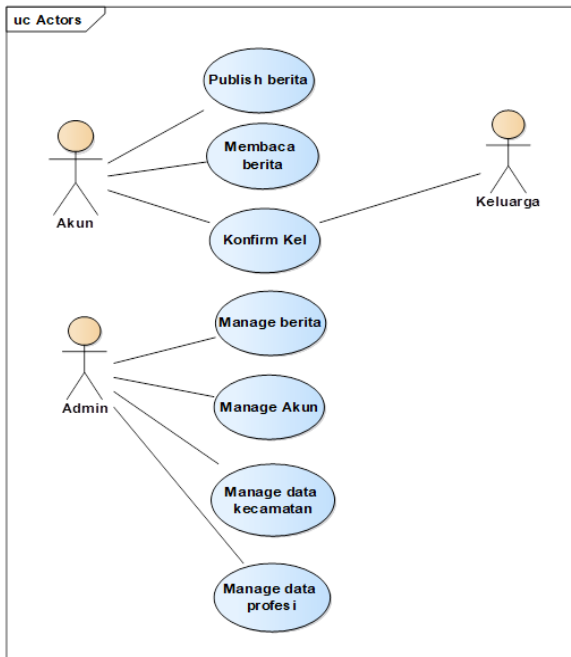 uc Actors
Publish berita
Membaca
berita
Akun
Keluarga
Konfirm Kel
Manage berita
Admin
Manage Akun
Manage data
kecamatan
Manage data
profesi